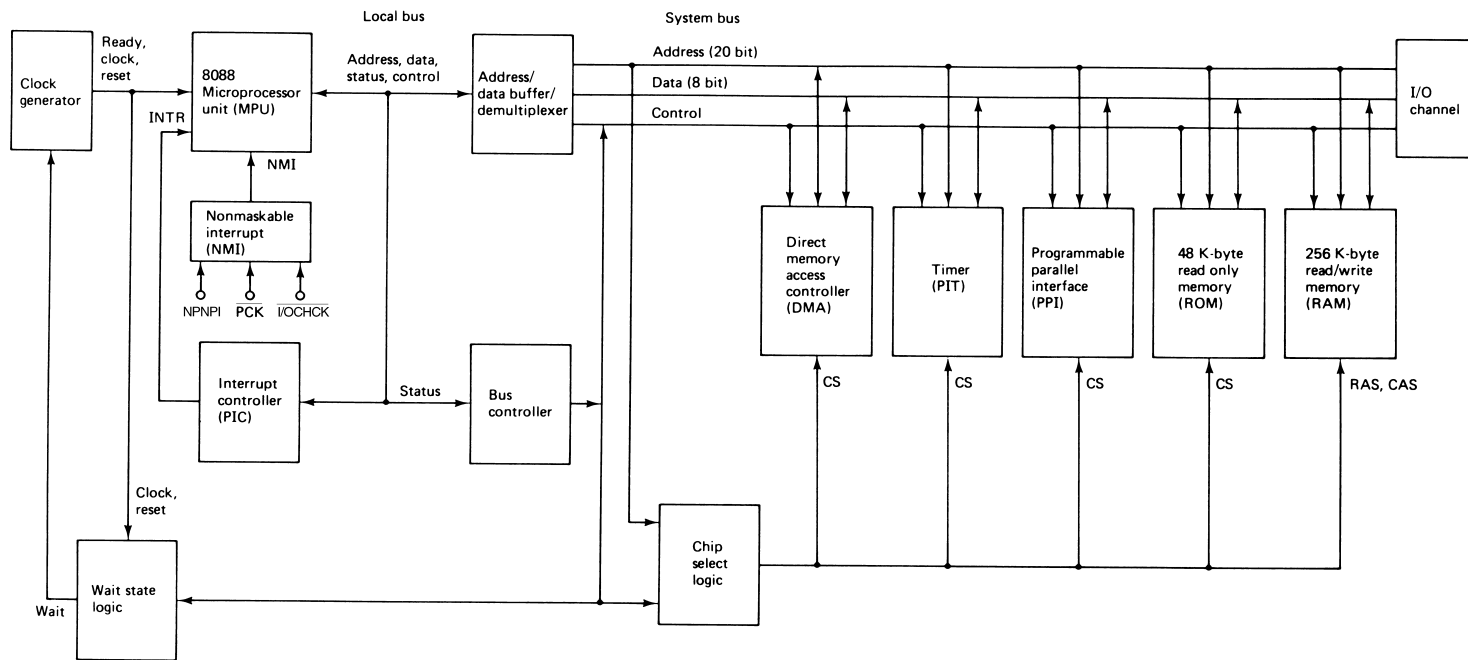 Local bus
System bus
Ready,
clock,
reset
Clock
generator
8088
Microprocessor
unit (MPU)
INTR
NMI
Address, data,
status, control
Address/
data buffer/
demultiplexer
Address (20 bit)
Data (8 bit)
Control
I/O
channel
Nonmaskable
interrupt
(NMI)
NPNPI
PCK
I/OCHCK
Direct
memory
access
controller
(DMA)
Timer
(PIT)
Programmable
parallel
interface
(PPI)
48 K-byte
read only
memory
(ROM)
256 K-byte
read/write
memory
(RAM)
CS
CS
CS
CS
RAS, CAS
Interrupt
controller
(PIC)
Status
Bus
controller
Clock,
reset
Chip
select
logic
Wait
Wait state
logic